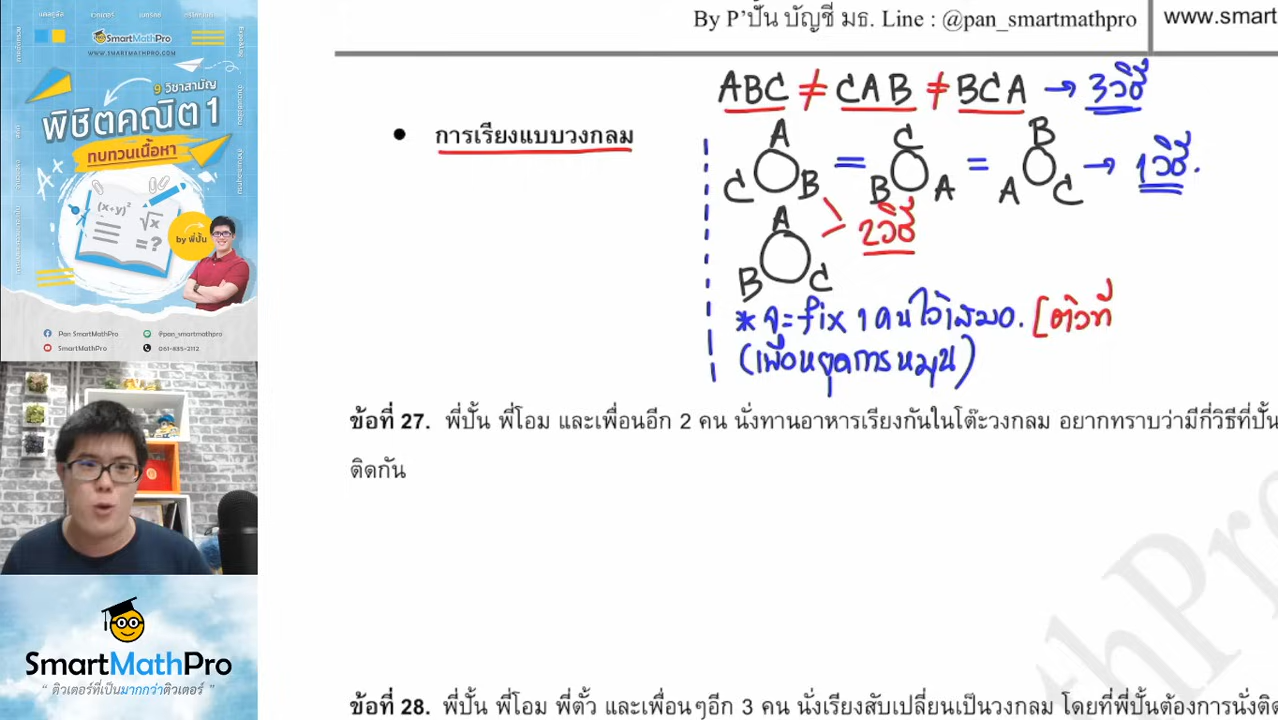 By P'ปั้น บัญชี มธ. Line : @pan_smartmathpro
www.smart
SmartMathPro
WWW.SMARTMATHPRO.COM
9 วิชาสามัญ
พิชิตคณิต 1
ทบทวนเนื้อหา
A+
(x+y)²
√x
=?
by พี่ปั้น
Pan SmartMathPro
@pan_smartmathpro
SmartMathPro
061-935-2112
SmartMathPro
“ ติวเตอร์ที่เป็นมากกว่าติวเตอร์ ”
ABC ≠ CAB ≠ BCA → 3วิธี
• การเรียงแบบวงกลม
A C B = C B A = B A C → 1วิธี.
A B C
2วิธี
* จะ fix 1 คนไว้เสมอ. [ตัวที่
(เพื่อหยุดการหมุน)
ข้อที่ 27. พี่ปั้น พี่โอม และเพื่อนอีก 2 คน นั่งทานอาหารเรียงกันในโต๊ะวงกลม อยากทราบว่ามีกี่วิธีที่ปั้น
ติดกัน
ข้อที่ 28. พี่ปั้น พี่โอม พี่ตั้ว และเพื่อนๆอีก 3 คน นั่งเรียงสับเปลี่ยนเป็นวงกลม โดยที่พี่ปั้นต้องการนั่งติด
thPro